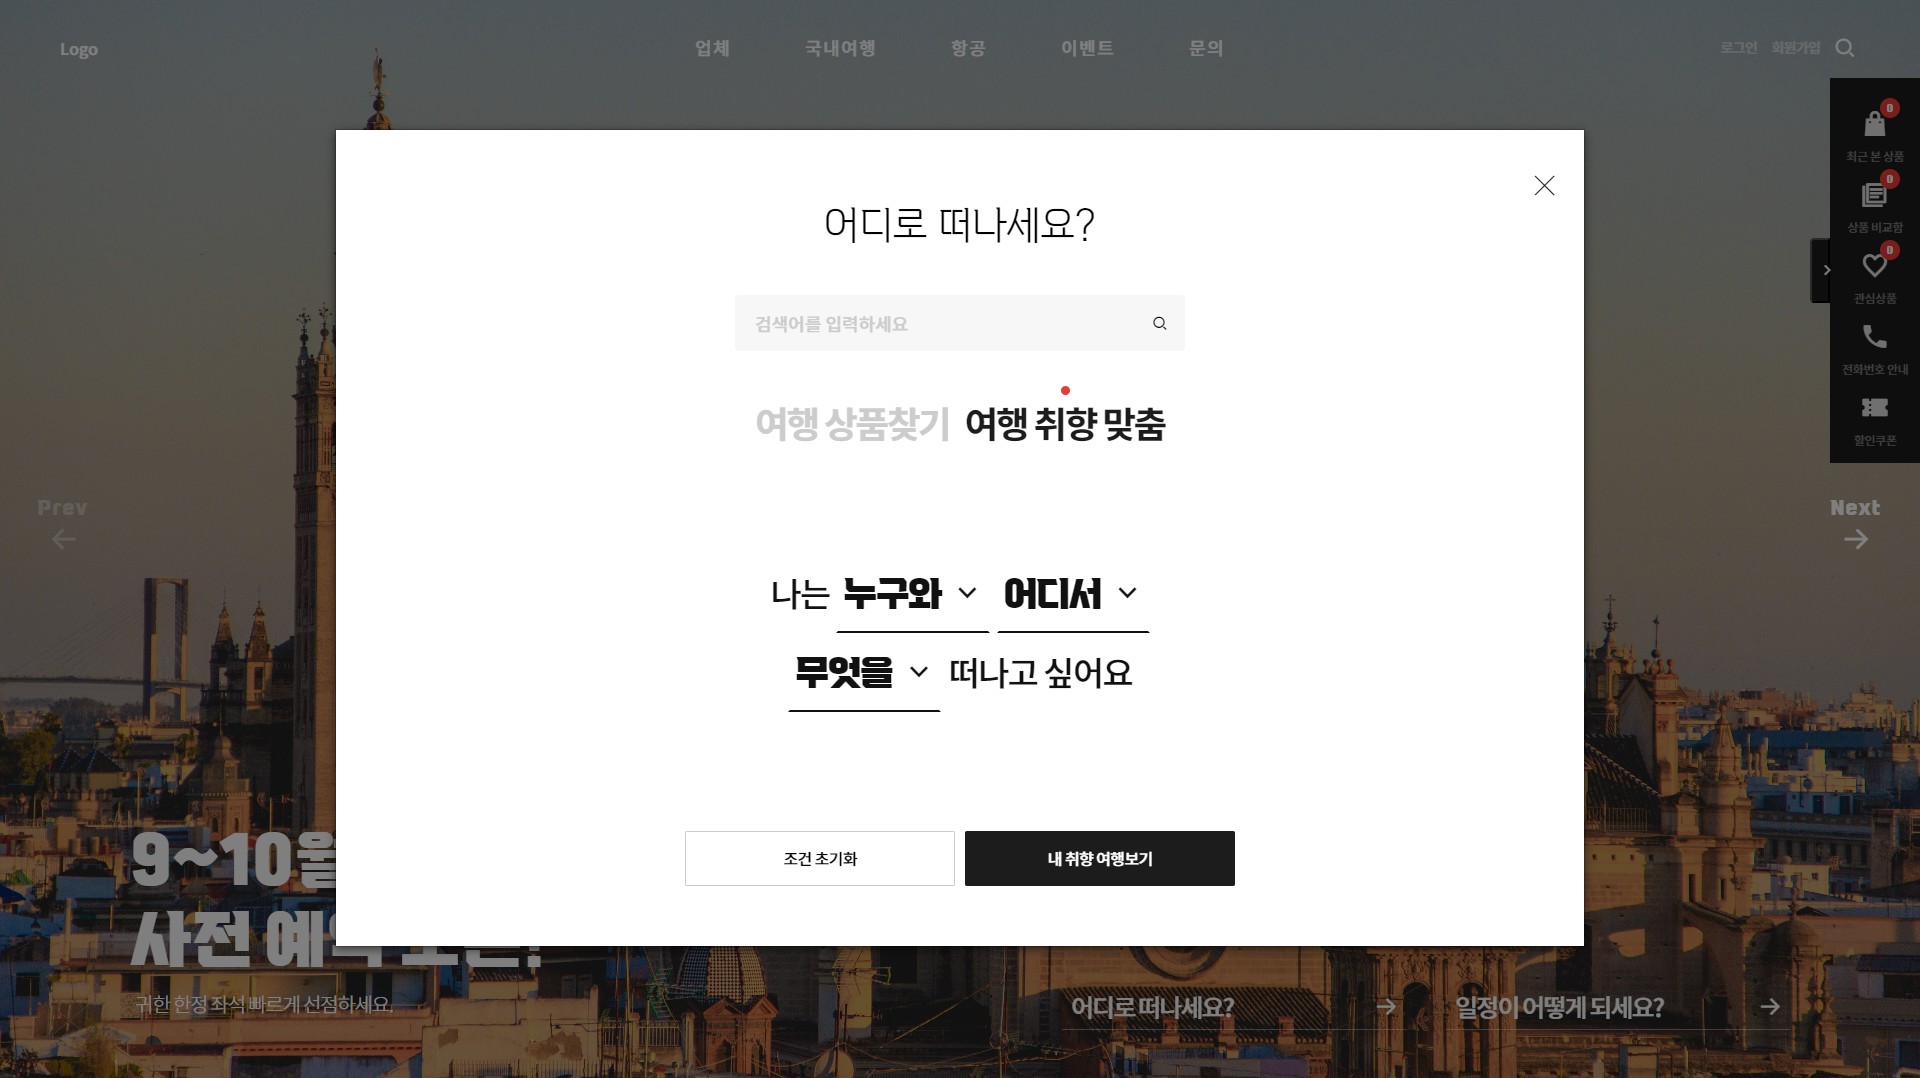 Logo
업체
국내여행
항공
이벤트
문의
로그인
회원가입
0
최근 본 상품
0
상품 비교함
0
관심상품
전화번호 안내
할인쿠폰
어디로 떠나세요?
검색어를 입력하세요
여행 상품찾기 여행 취향 맞춤
Prev
Next
나는 누구와 어디서
무엇을 떠나고 싶어요
조건 초기화
내 취향 여행보기
9~10월
사전 예약
귀한 한정 좌석 빠르게 선점하세요.
어디로 떠나세요?
일정이 어떻게 되세요?